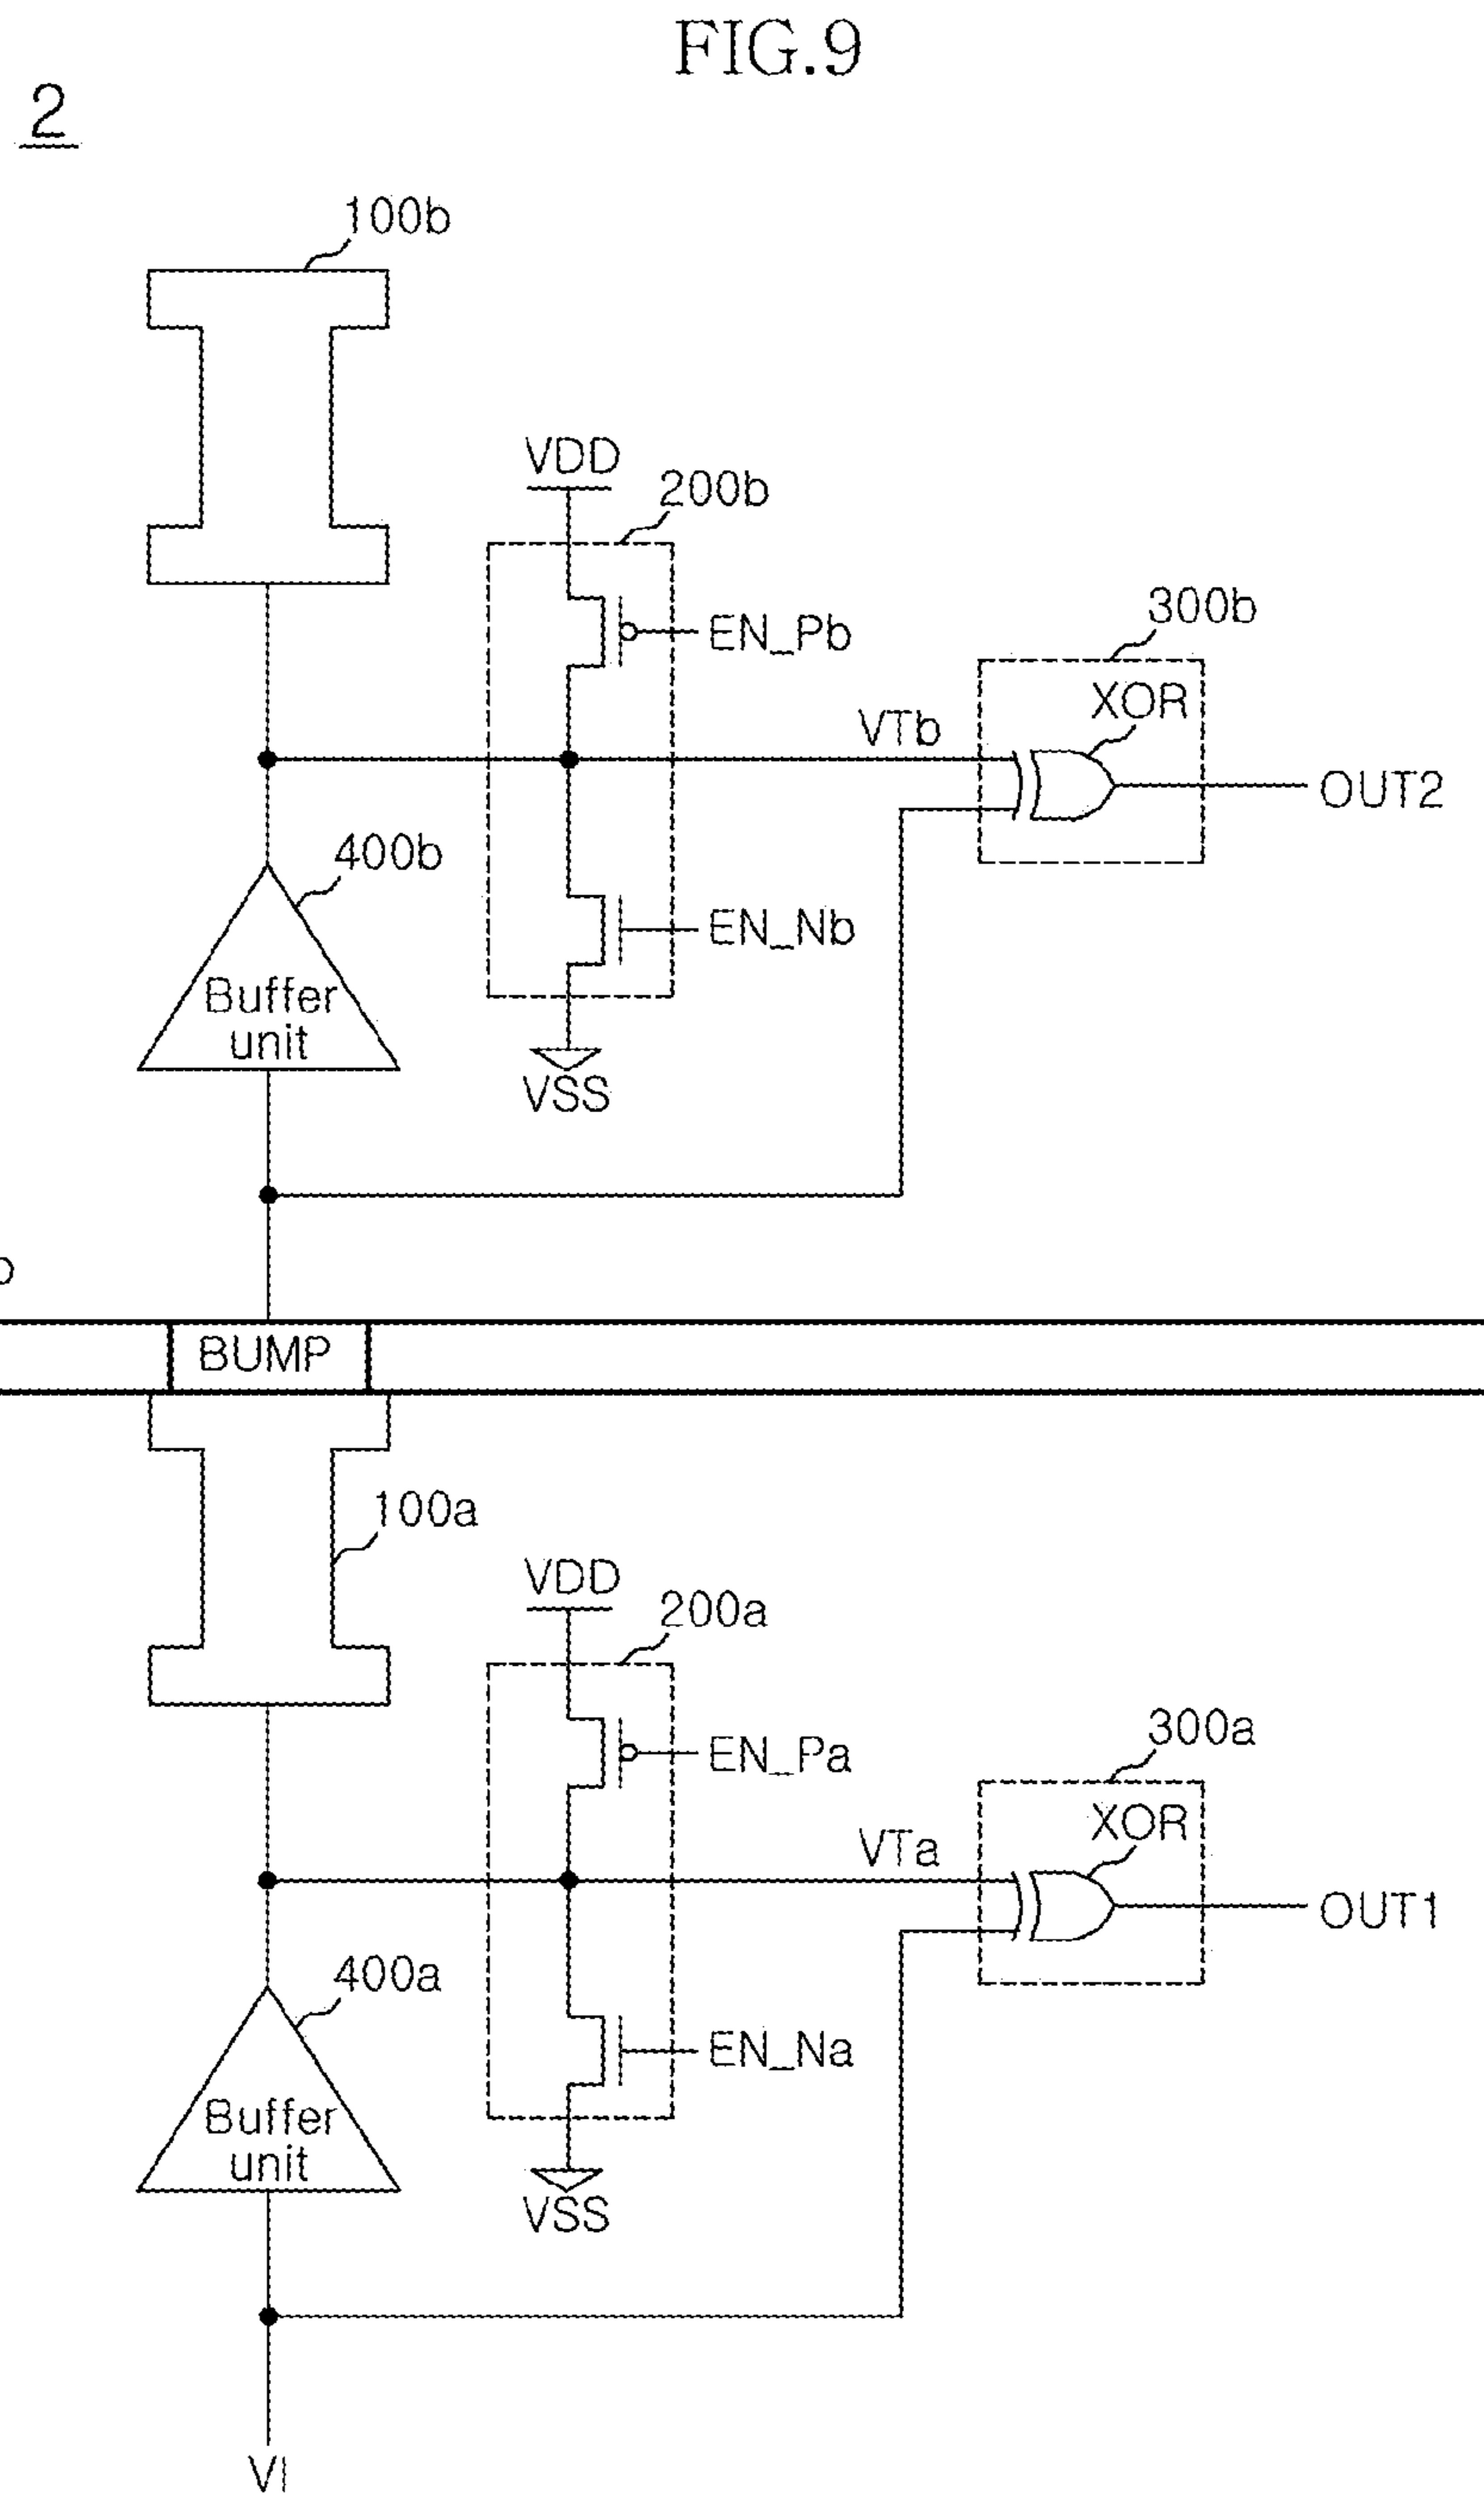 FIG.9
2
100b
VDD
200b
EN_Pb
300b
XOR
VTb
OUT2
400b
Buffer
unit
EN_Nb
VSS
BUMP
100a
VDD
200a
EN_Pa
300a
XOR
VTa
OUT1
400a
Buffer
unit
EN_Na
VSS
VI